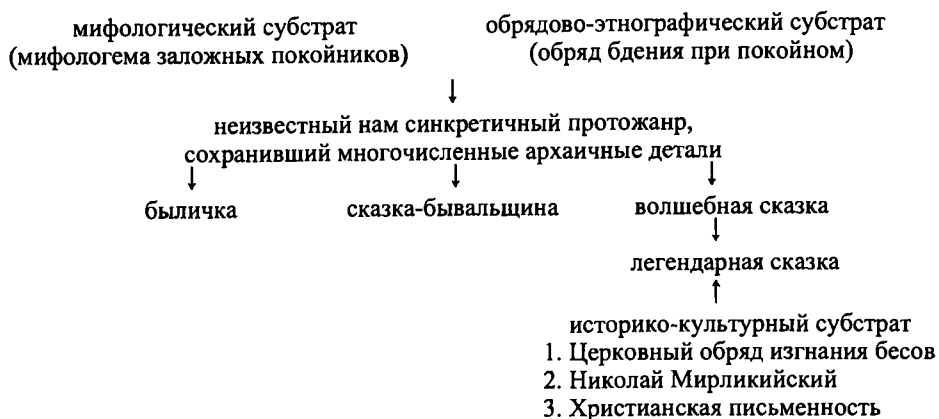 мифологический субстрат
(мифологема заложных покойников)
обрядово-этнографический субстрат
(обряд бдения при покойном)
неизвестный нам синкретичный протожанр,
сохранивший многочисленные архаичные детали
быличка
сказка-бывальщина
волшебная сказка
легендарная сказка
историко-культурный субстрат
1. Церковный обряд изгнания бесов
2. Николай Мирликийский
3. Христианская письменность